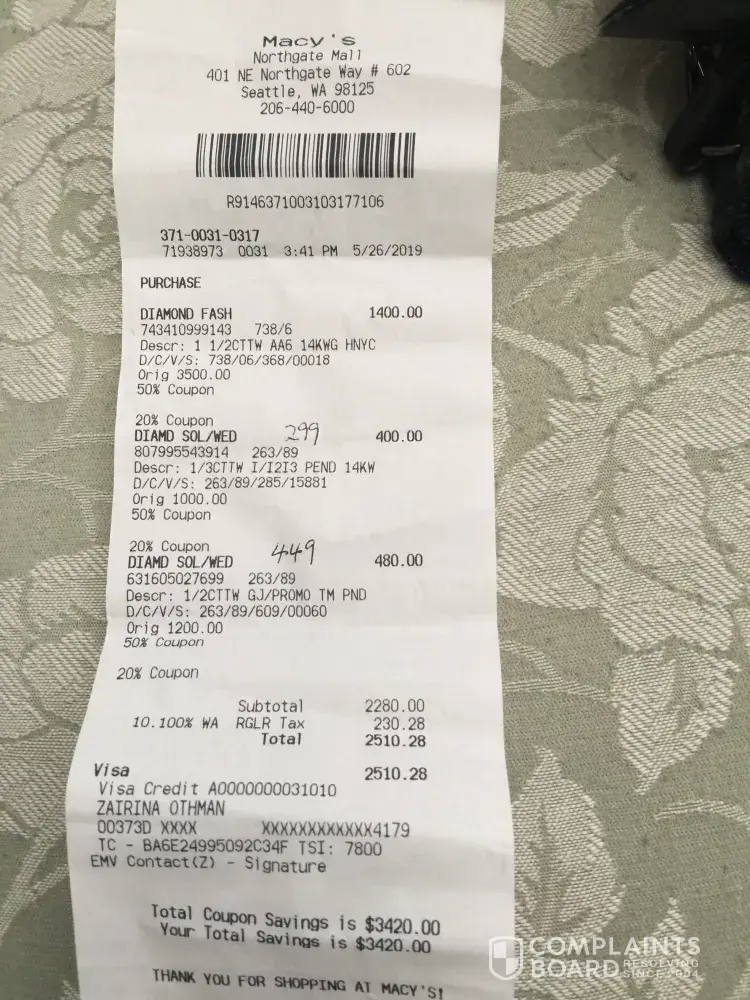 Macy's
Northgate Mall
401 NE Northgate Way # 602
Seattle, WA 98125
206-440-6000
R9146371003103177106
371-0031-0317
71938973 0031 3:41 PM 5/26/2019
PURCHASE
DIAMOND FASH 1400.00
743410999143 738/6
Descr: 1 1/2CTTW AA6 14KWG HNYC
D/C/V/S: 738/06/368/00018
Orig 3500.00
50% Coupon
20% Coupon
DIAMD SOL/WED 299 400.00
807995543914 263/89
Descr: 1/3CTTW I/I2I3 PEND 14KW
D/C/V/S: 263/89/285/15881
Orig 1000.00
50% Coupon
20% Coupon
DIAMD SOL/WED 449 480.00
631605027699 263/89
Descr: 1/2CTTW GJ/PROMO TM PND
D/C/V/S: 263/89/609/00060
Orig 1200.00
50% Coupon
20% Coupon
Subtotal 2280.00
10.100% WA RGLR Tax 230.28
Total 2510.28
Visa 2510.28
Visa Credit A0000000031010
ZAIRINA OTHMAN
00373D XXXX XXXXXXXXXXXX4179
TC - BA6E24995092C34F TSI: 7800
EMV Contact(Z) - Signature
Total Coupon Savings is $3420.00
Your Total Savings is $3420.00
THANK YOU FOR SHOPPING AT MACY'S!
COMPLAINTS
BOARD RESOLVING SINCE 2004